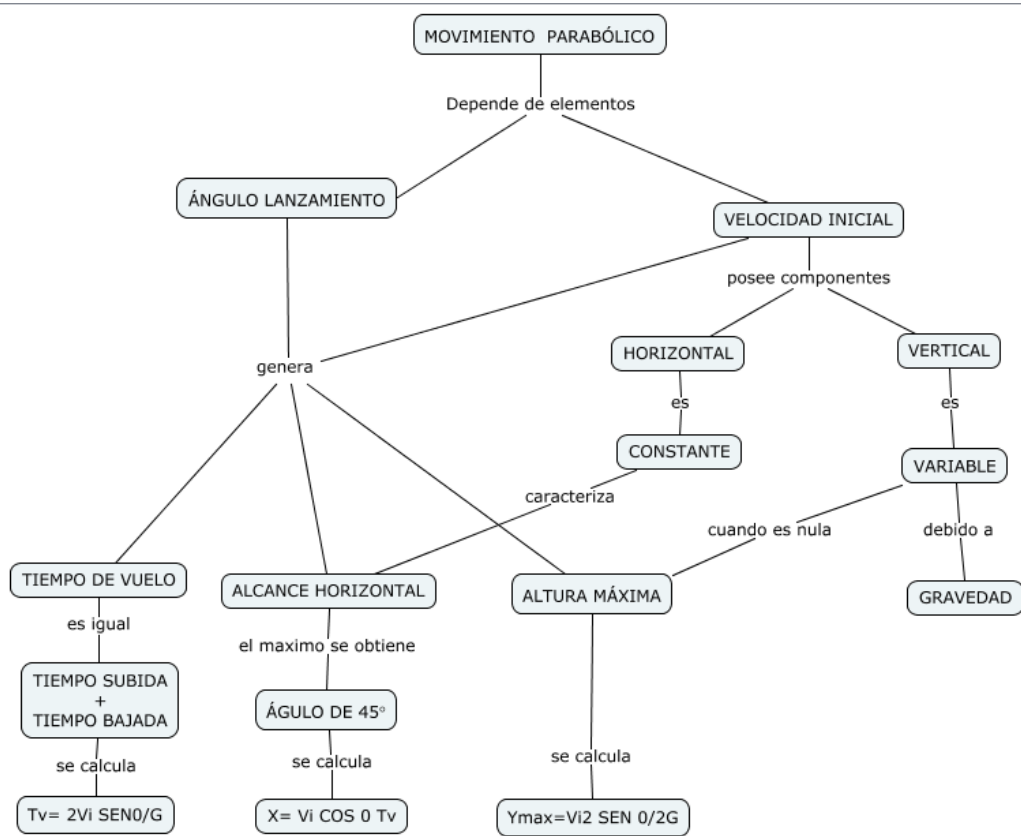 MOVIMIENTO PARABÓLICO
Depende de elementos
ÁNGULO LANZAMIENTO
VELOCIDAD INICIAL
posee componentes
HORIZONTAL
VERTICAL
genera
es
es
CONSTANTE
VARIABLE
caracteriza
cuando es nula
debido a
TIEMPO DE VUELO
ALCANCE HORIZONTAL
ALTURA MÁXIMA
GRAVEDAD
es igual
el maximo se obtiene
TIEMPO SUBIDA
+
TIEMPO BAJADA
ÁGULO DE 45°
se calcula
se calcula
se calcula
Tv= 2Vi SEN0/G
X= Vi COS 0 Tv
Ymax=Vi2 SEN 0/2G